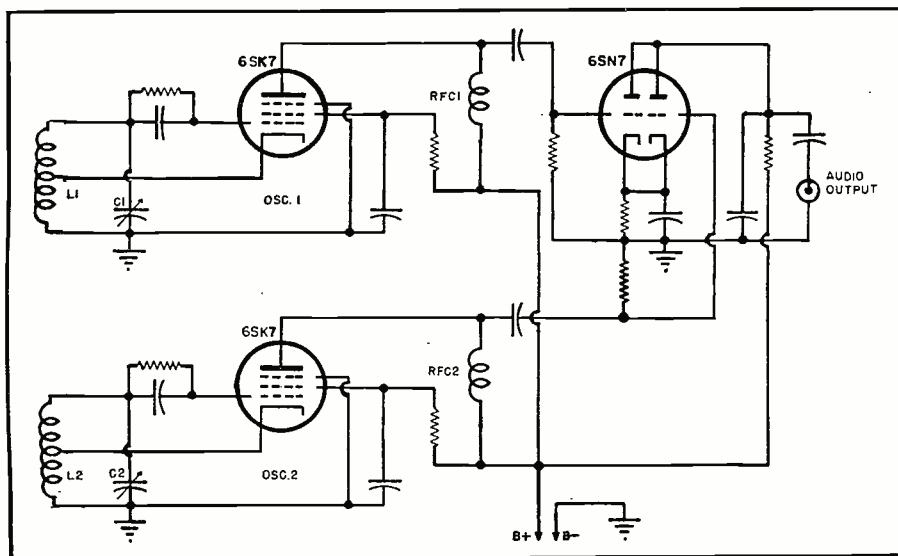 6SK7
6SN7
RFC1
L1
C1
OSC.1
AUDIO
OUTPUT
6SK7
RFC2
L2
C2
OSC.2
B+
B-